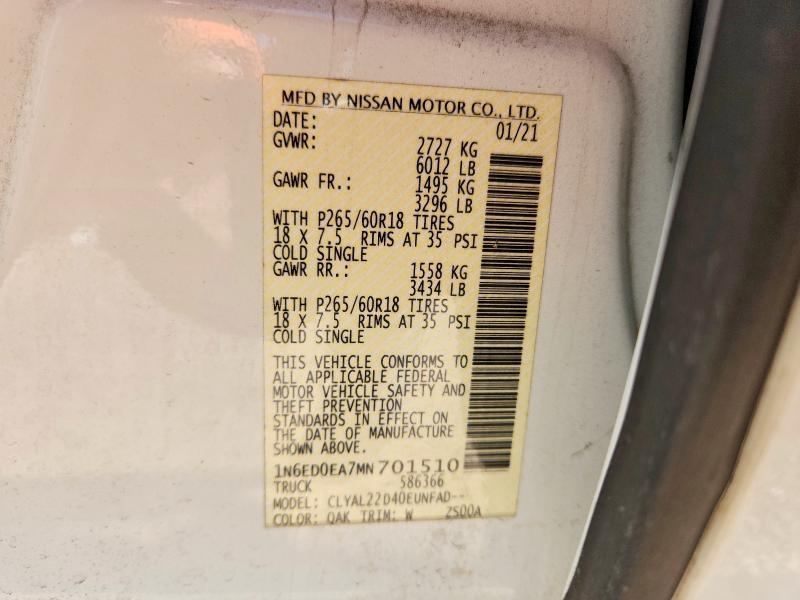 MFD BY NISSAN MOTOR CO., LTD.
DATE: 01/21
GVWR: 2727 KG
6012 LB
GAWR FR.: 1495 KG
3296 LB
WITH P265/60R18 TIRES
18 X 7.5 RIMS AT 35 PSI
COLD SINGLE
GAWR RR.: 1558 KG
3434 LB
WITH P265/60R18 TIRES
18 X 7.5 RIMS AT 35 PSI
COLD SINGLE
THIS VEHICLE CONFORMS TO
ALL APPLICABLE FEDERAL
MOTOR VEHICLE SAFETY AND
THEFT PREVENTION
STANDARDS IN EFFECT ON
THE DATE OF MANUFACTURE
SHOWN ABOVE.
1N6ED0EA7MN701510
TRUCK 586366
MODEL: CLYAL22D40EUNFAD--
COLOR: QAK TRIM: W ZS00A